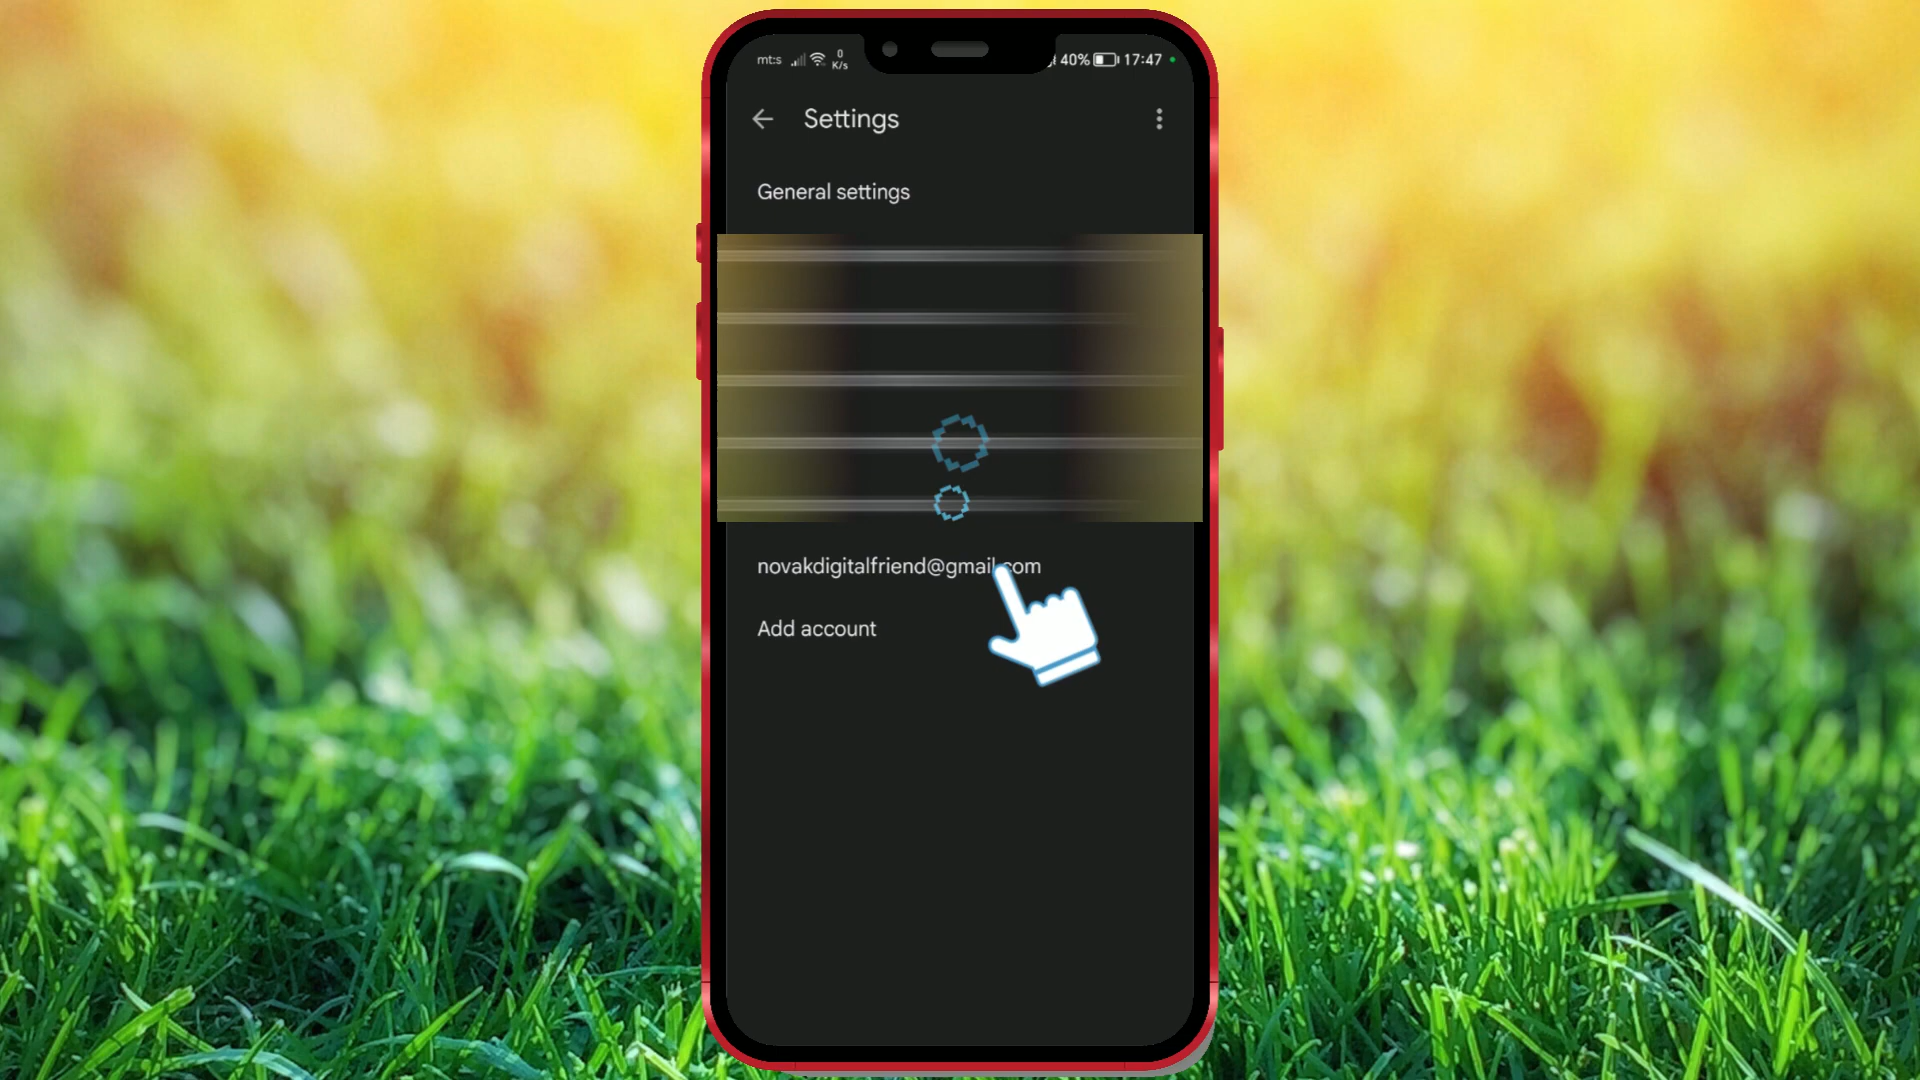 mt:s 0 K/s 40% 17:47
Settings
General settings
novakdigitalfriend@gmail.com
Add account